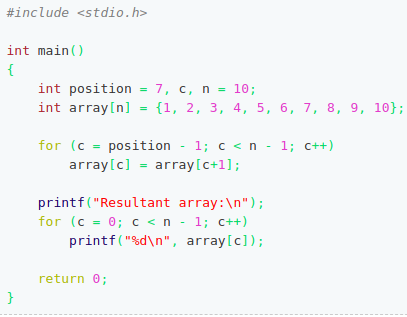 #include <stdio.h>

int main()
{
    int position = 7, c, n = 10;
    int array[n] = {1, 2, 3, 4, 5, 6, 7, 8, 9, 10};

    for (c = position - 1; c < n - 1; c++)
        array[c] = array[c+1];

    printf("Resultant array:\n");
    for (c = 0; c < n - 1; c++)
        printf("%d\n", array[c]);

    return 0;
}